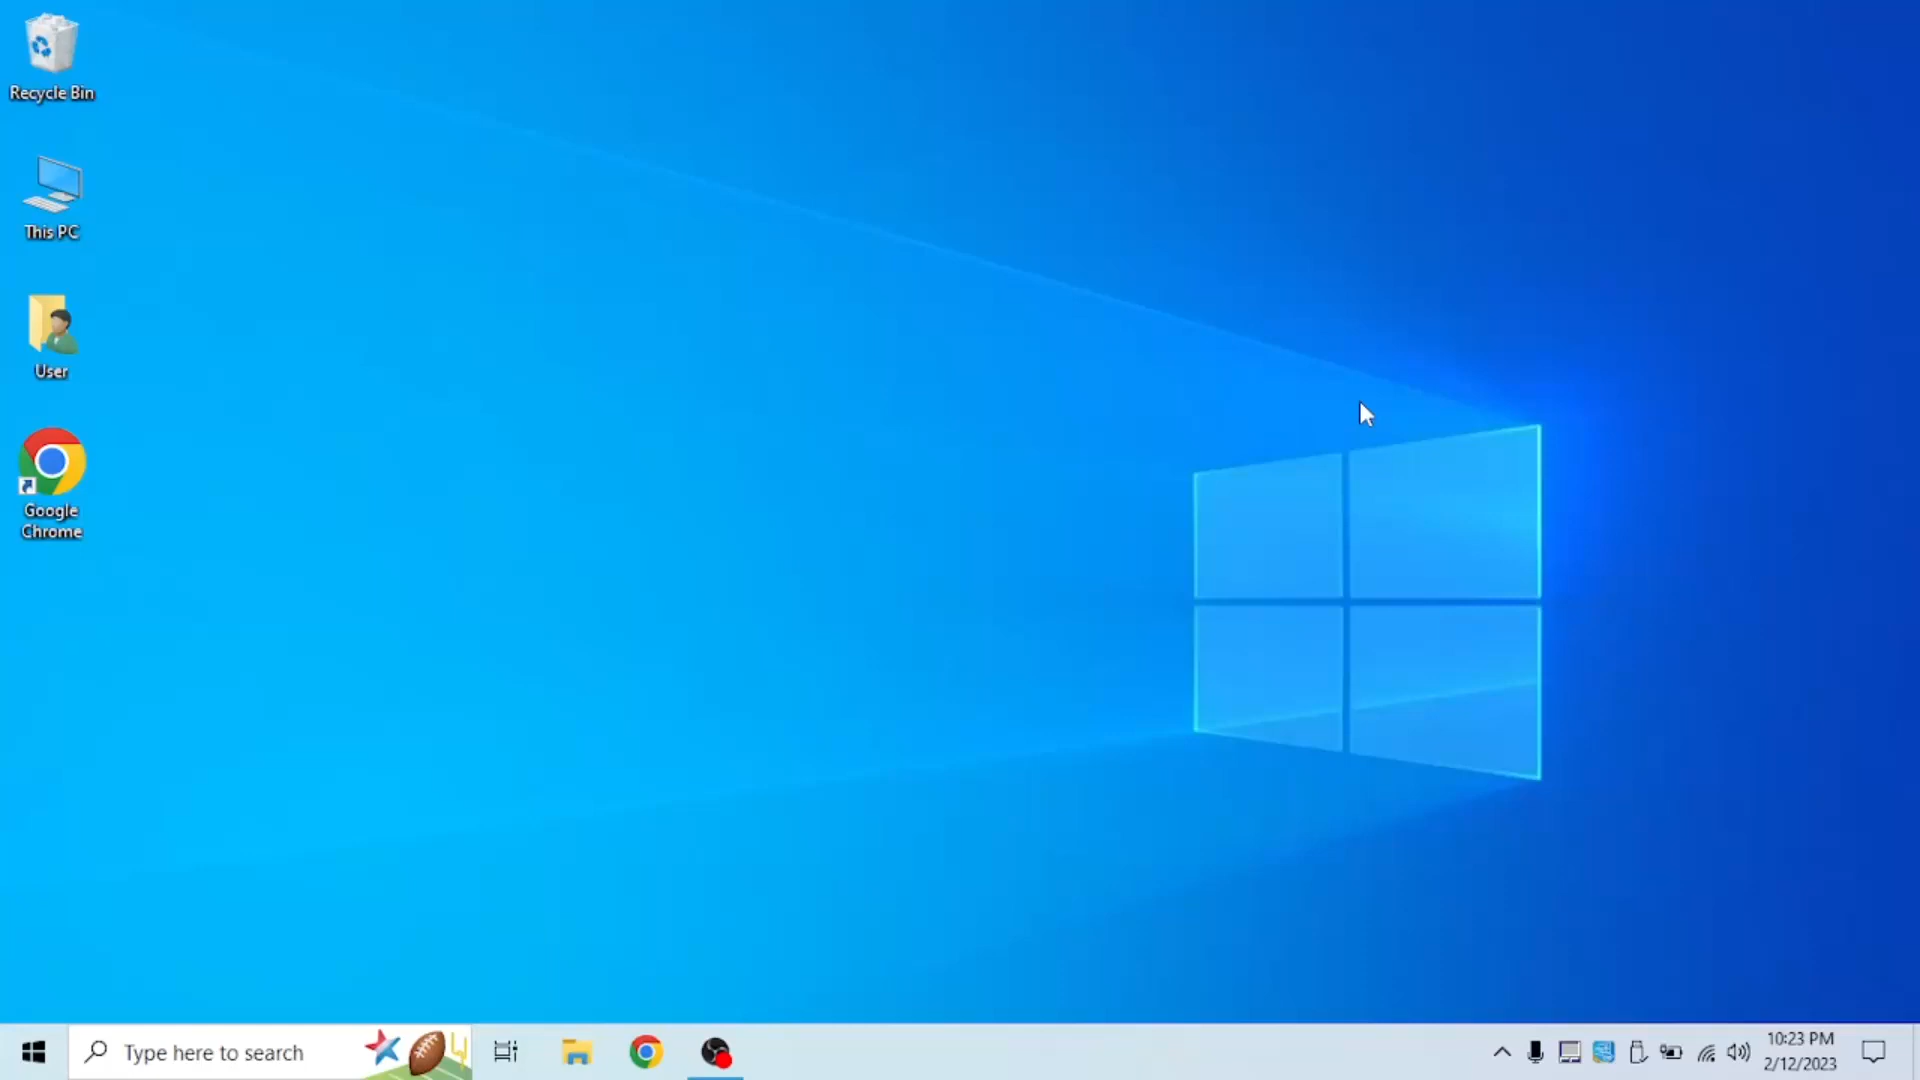 Recycle Bin
This PC
User
Google
Chrome
Type here to search
10:23 PM
2/12/2023